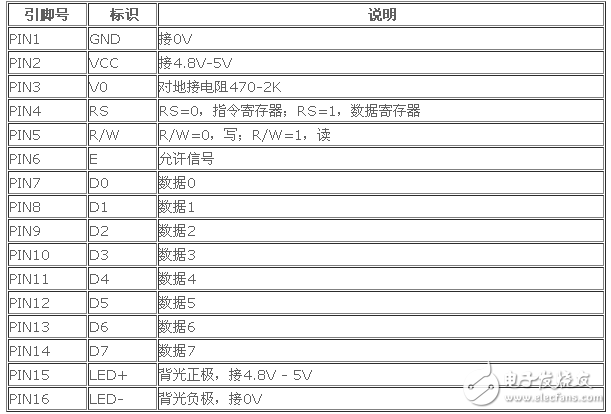 引脚号 标识 说明
PIN1 GND 接0V
PIN2 VCC 接4.8V-5V
PIN3 V0 对地接电阻470-2K
PIN4 RS RS=0，指令寄存器；RS=1，数据寄存器
PIN5 R/W R/W=0，写；R/W=1，读
PIN6 E 允许信号
PIN7 D0 数据0
PIN8 D1 数据1
PIN9 D2 数据2
PIN10 D3 数据3
PIN11 D4 数据4
PIN12 D5 数据5
PIN13 D6 数据6
PIN14 D7 数据7
PIN15 LED+ 背光正极，接4.8V - 5V
PIN16 LED- 背光负极，接0V
电子发烧友
www.elecfans.com